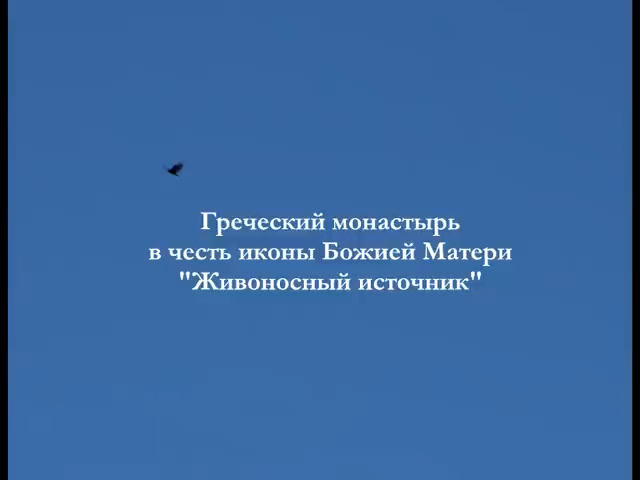 Греческий монастырь
в честь иконы Божией Матери
"Живоносный источник"